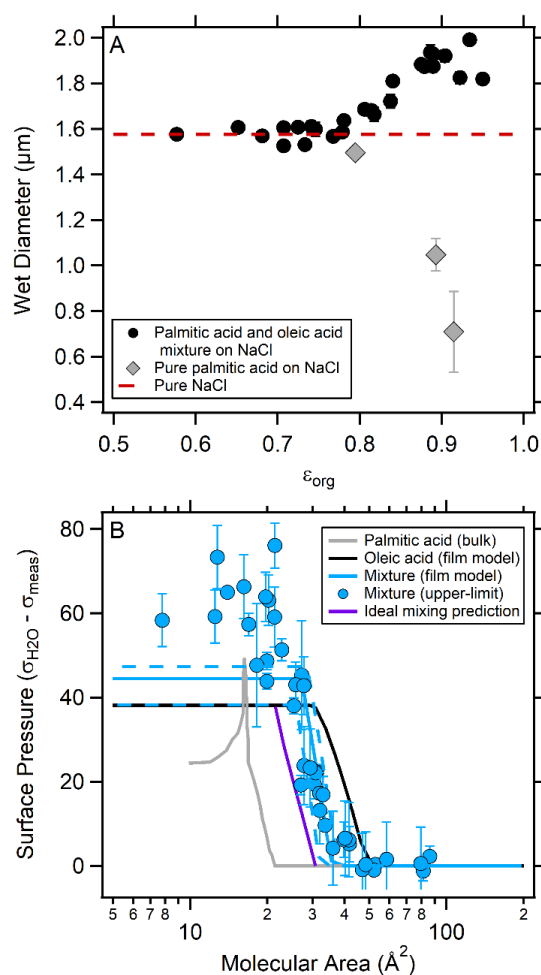 A
2.0
1.8
1.6
1.4
1.2
1.0
0.8
0.6
0.4
Wet Diameter (μm)
Palmitic acid and oleic acid
mixture on NaCl
Pure palmitic acid on NaCl
Pure NaCl
0.5 0.6 0.7 0.8 0.9 1.0
εorg
B
80
60
40
20
0
Surface Pressure (σH2O - σmeas)
Palmitic acid (bulk)
Oleic acid (film model)
Mixture (film model)
Mixture (upper-limit)
Ideal mixing prediction
5 6 7 8 10 2 3 4 5 6 7 8 100 2
Molecular Area (Å²)